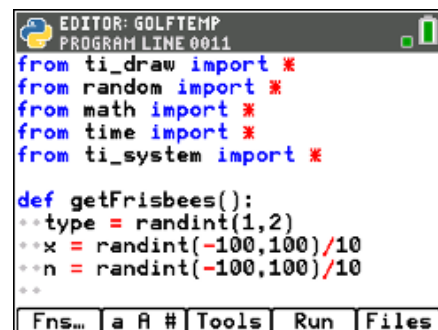 EDITOR: GOLFTEMP
PROGRAM LINE 0011
from ti_draw import *
from random import *
from math import *
from time import *
from ti_system import *
def getFrisbees():
··type = randint(1,2)
··x = randint(-100,100)/10
··n = randint(-100,100)/10
··
Fns… a A # Tools Run Files